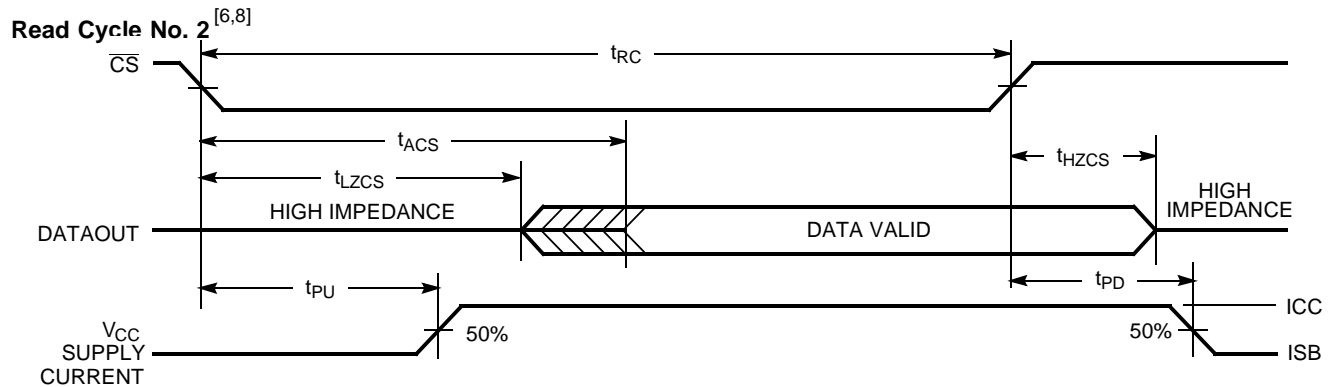 Read Cycle No. 2 [6,8]
CS
tRC
tACS
tHZCS
tLZCS
HIGH IMPEDANCE
HIGH
IMPEDANCE
DATAOUT
DATA VALID
tPU
tPD
ICC
VCC
SUPPLY
CURRENT
50%
50%
ISB